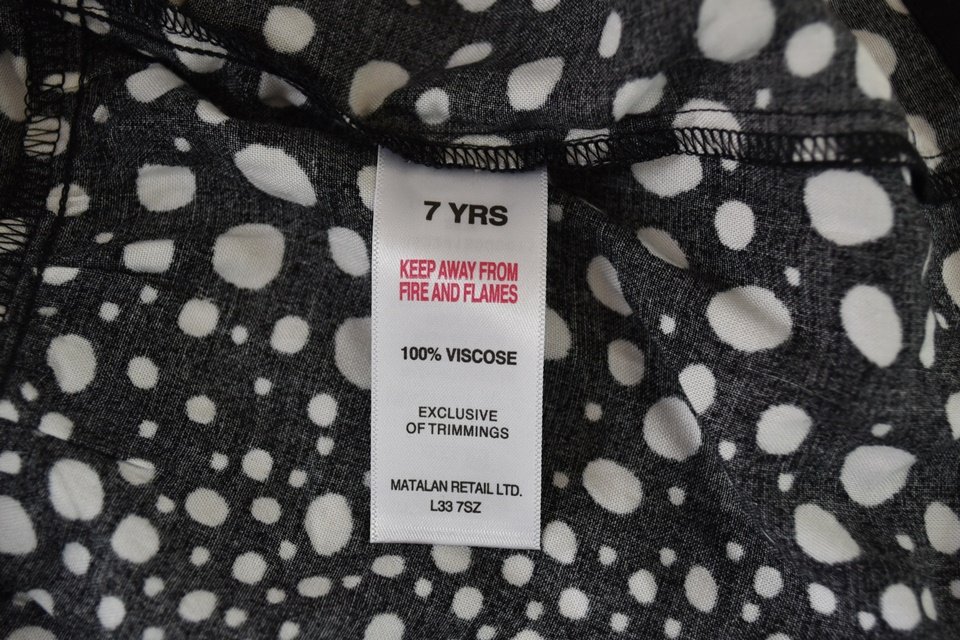 7 YRS
KEEP AWAY FROM
FIRE AND FLAMES
100% VISCOSE
EXCLUSIVE
OF TRIMMINGS
MATALAN RETAIL LTD.
L33 7SZ